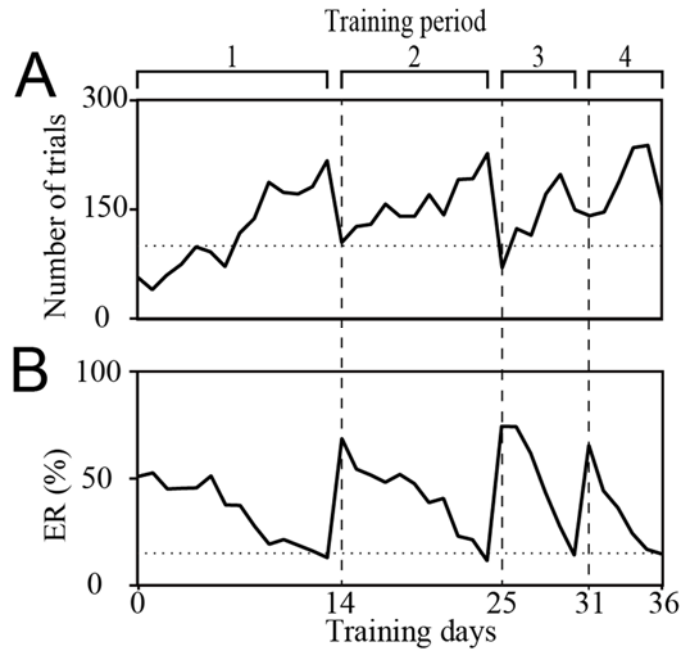 Training period
1 2 3 4
A
300
150
0
Number of trials
B
100
50
0
ER (%)
0 14 25 31 36
Training days